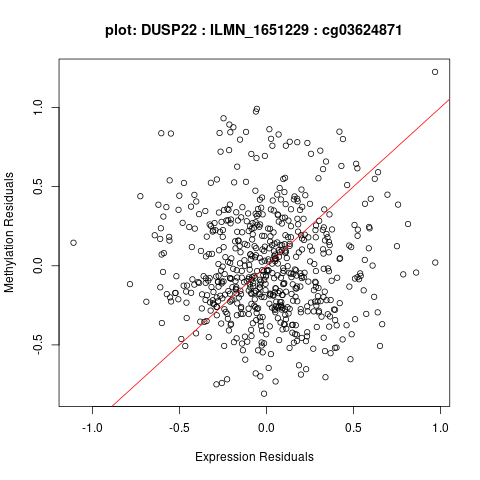 plot: DUSP22 : ILMN_1651229 : cg03624871
Methylation Residuals
1.0
0.5
0.0
-0.5
-1.0 -0.5 0.0 0.5 1.0
Expression Residuals